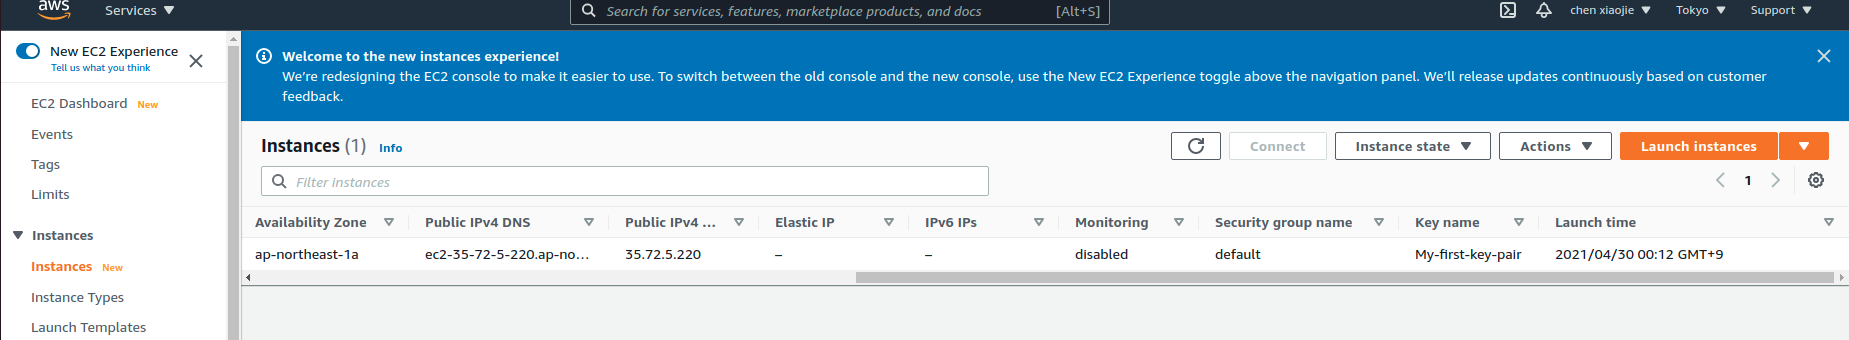 aws
Services
Search for services, features, marketplace products, and docs
[Alt+S]
chen xiaojie
Tokyo
Support
New EC2 Experience
Tell us what you think
EC2 Dashboard New
Events
Tags
Limits
Instances
Instances New
Instance Types
Launch Templates
Welcome to the new instances experience!
We're redesigning the EC2 console to make it easier to use. To switch between the old console and the new console, use the New EC2 Experience toggle above the navigation panel. We'll release updates continuously based on customer
feedback.
Instances (1) Info
Connect
Instance state
Actions
Launch instances
Filter instances
1
Availability Zone
Public IPv4 DNS
Public IPv4 ...
Elastic IP
IPv6 IPs
Monitoring
Security group name
Key name
Launch time
ap-northeast-1a
ec2-35-72-5-220.ap-no...
35.72.5.220
–
–
disabled
default
My-first-key-pair
2021/04/30 00:12 GMT+9